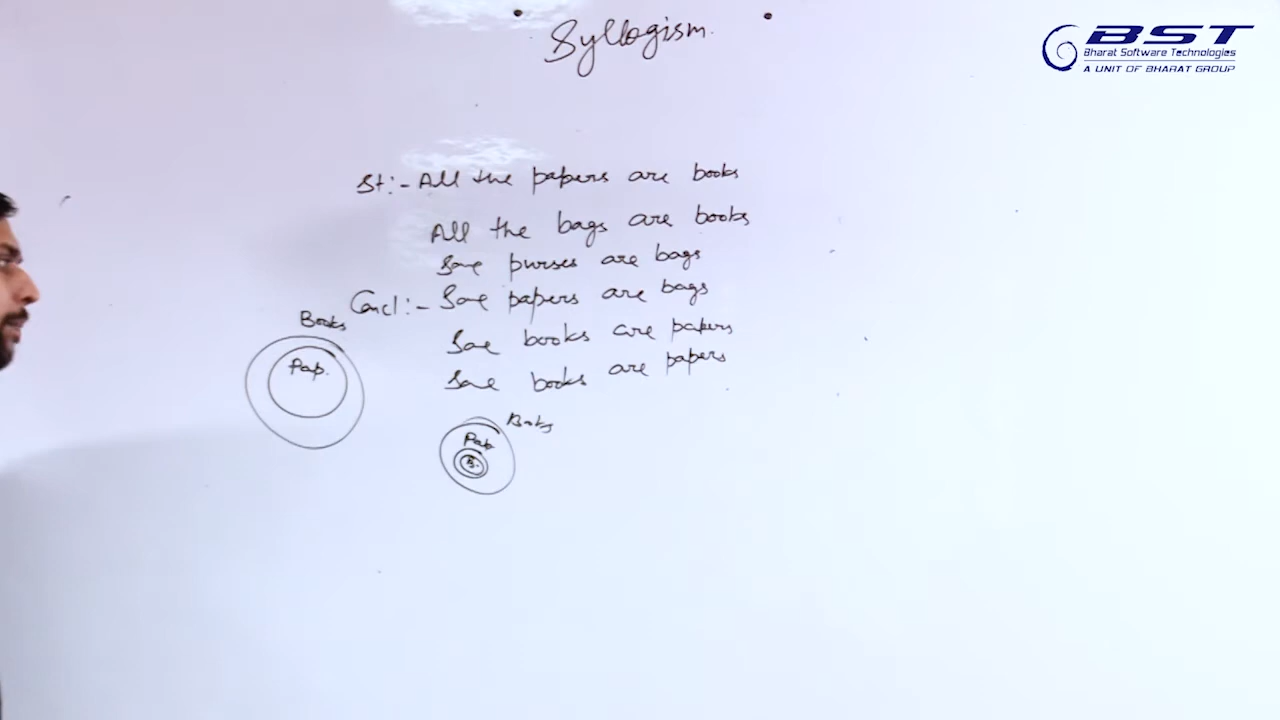 Syllogism.
BST
Bharat Software Technologies
A UNIT OF BHARAT GROUP
St:- All the papers are books
All the bags are books
Some purses are bags
Concl:- Some papers are bags
Some books are papers
Some books are papers
Books
Pap.
Books
Pap
B.